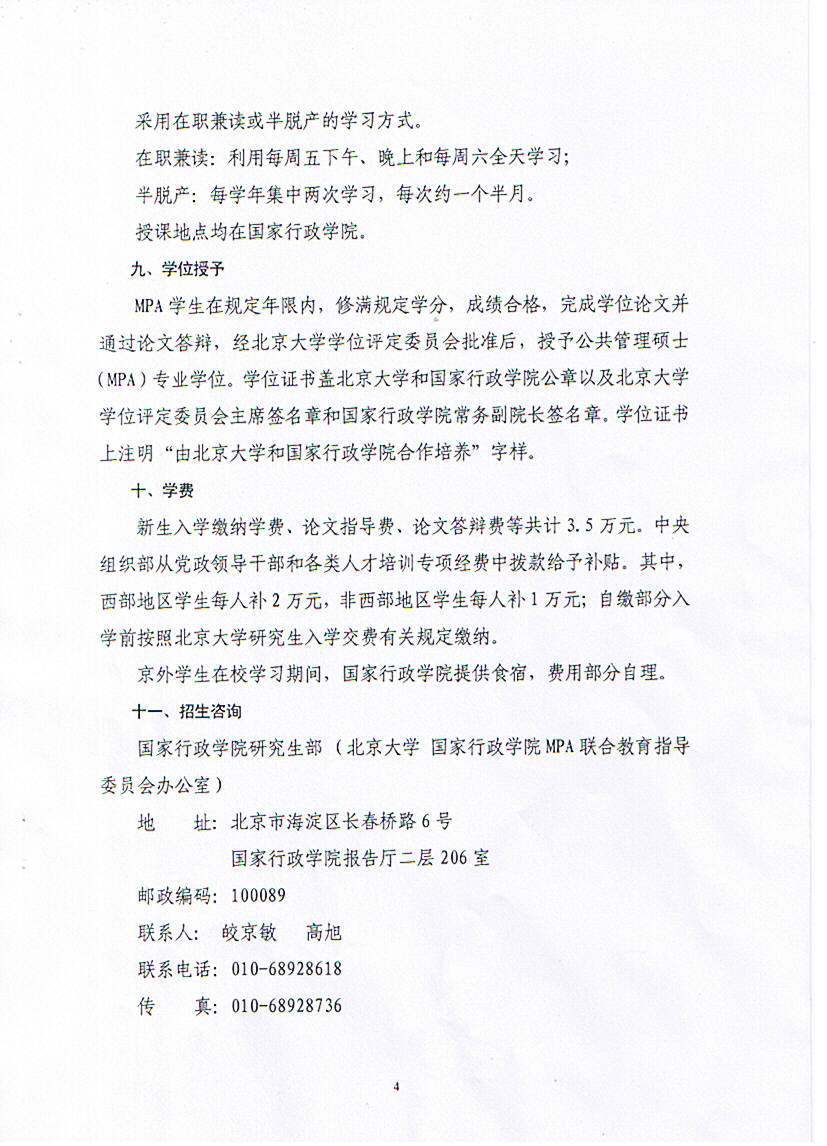 采用在职兼读或半脱产的学习方式。
在职兼读：利用每周五下午、晚上和每周六全天学习；
半脱产：每学年集中两次学习，每次约一个半月。
授课地点均在国家行政学院。
九、学位授予
MPA 学生在规定年限内，修满规定学分，成绩合格，完成学位论文并
通过论文答辩，经北京大学学位评定委员会批准后，授予公共管理硕士
（MPA）专业学位。学位证书盖北京大学和国家行政学院公章以及北京大学
学位评定委员会主席签名章和国家行政学院常务副院长签名章。学位证书
上注明“由北京大学和国家行政学院合作培养”字样。
十、学费
新生入学缴纳学费、论文指导费、论文答辩费等共计 3.5 万元。中央
组织部从党政领导干部和各类人才培训专项经费中拨款给予补贴。其中，
西部地区学生每人补 2 万元，非西部地区学生每人补 1 万元；自缴部分入
学前按照北京大学研究生入学交费有关规定缴纳。
京外学生在校学习期间，国家行政学院提供食宿，费用部分自理。
十一、招生咨询
国家行政学院研究生部（北京大学 国家行政学院 MPA 联合教育指导
委员会办公室）
地　　址：北京市海淀区长春桥路 6 号
国家行政学院报告厅二层 206 室
邮政编码：100089
联系人： 皎京敏　高旭
联系电话：010-68928618
传　　真：010-68928736
4